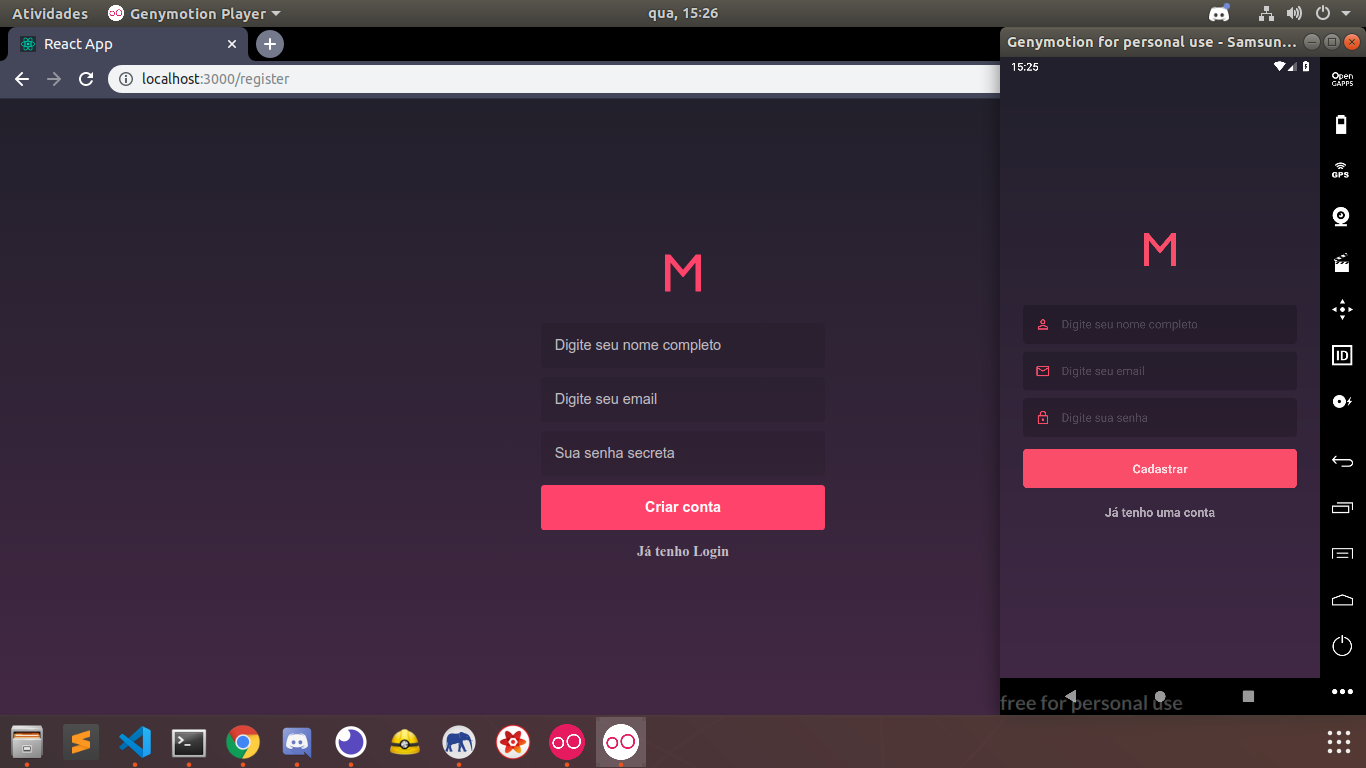 Atividades
Genymotion Player
qua, 15:26
React App
localhost:3000/register
M
Digite seu nome completo
Digite seu email
Sua senha secreta
Criar conta
Já tenho Login
Genymotion for personal use - Samsun...
15:25
M
Digite seu nome completo
Digite seu email
Digite sua senha
Cadastrar
Já tenho uma conta
free for personal use
Open
GAPPS
GPS
ID